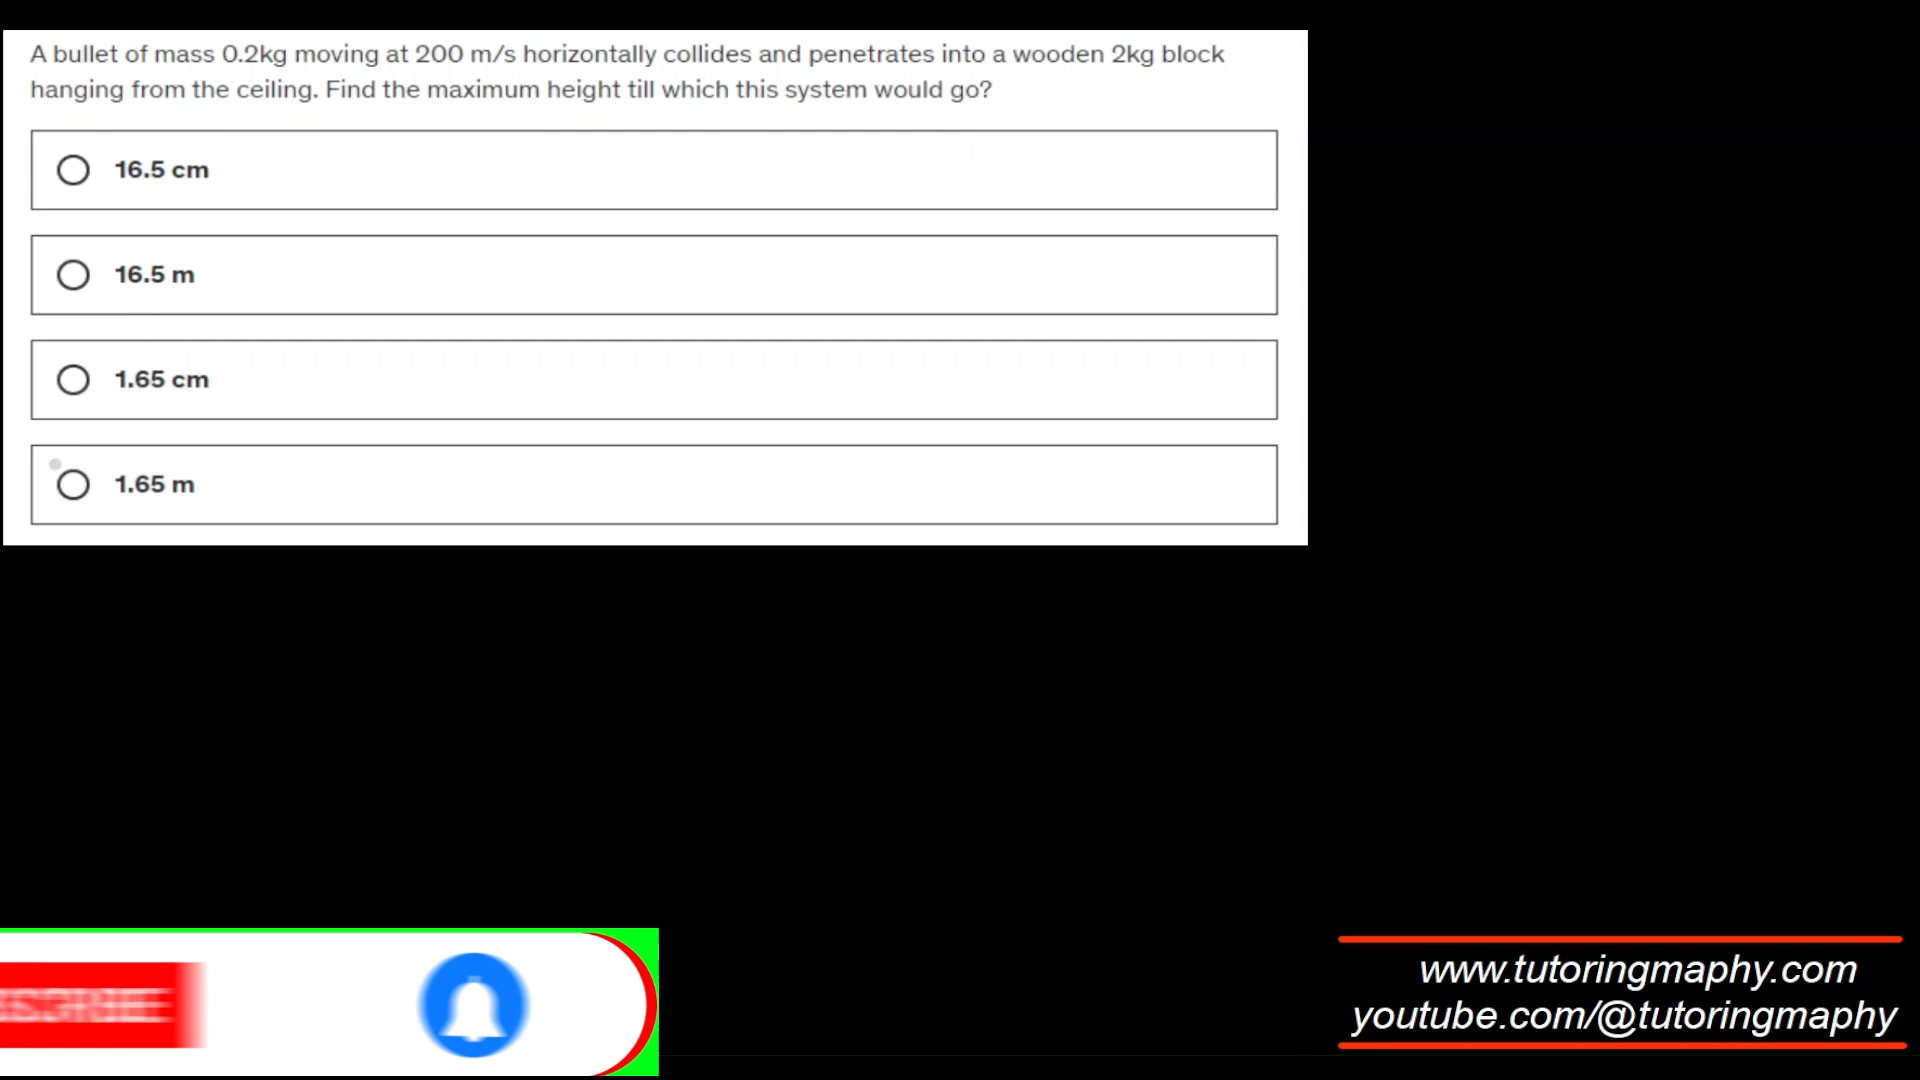 A bullet of mass 0.2kg moving at 200 m/s horizontally collides and penetrates into a wooden 2kg block
hanging from the ceiling. Find the maximum height till which this system would go?
16.5 cm
16.5 m
1.65 cm
1.65 m
www.tutoringmaphy.com
youtube.com/@tutoringmaphy